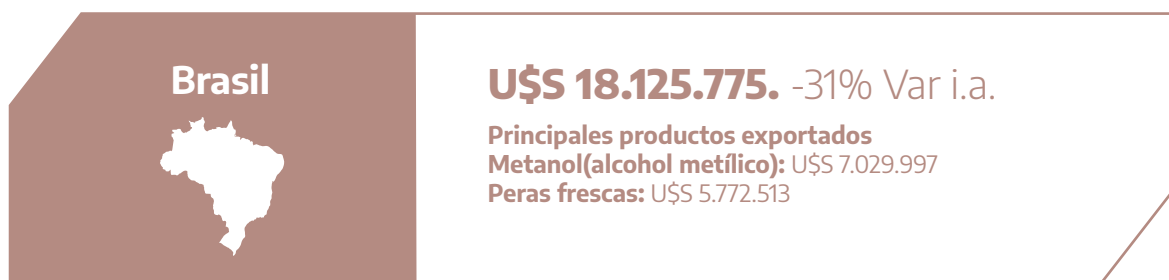 Brasil
U$S 18.125.775. -31% Var i.a.
Principales productos exportados
Metanol(alcohol metílico): U$S 7.029.997
Peras frescas: U$S 5.772.513